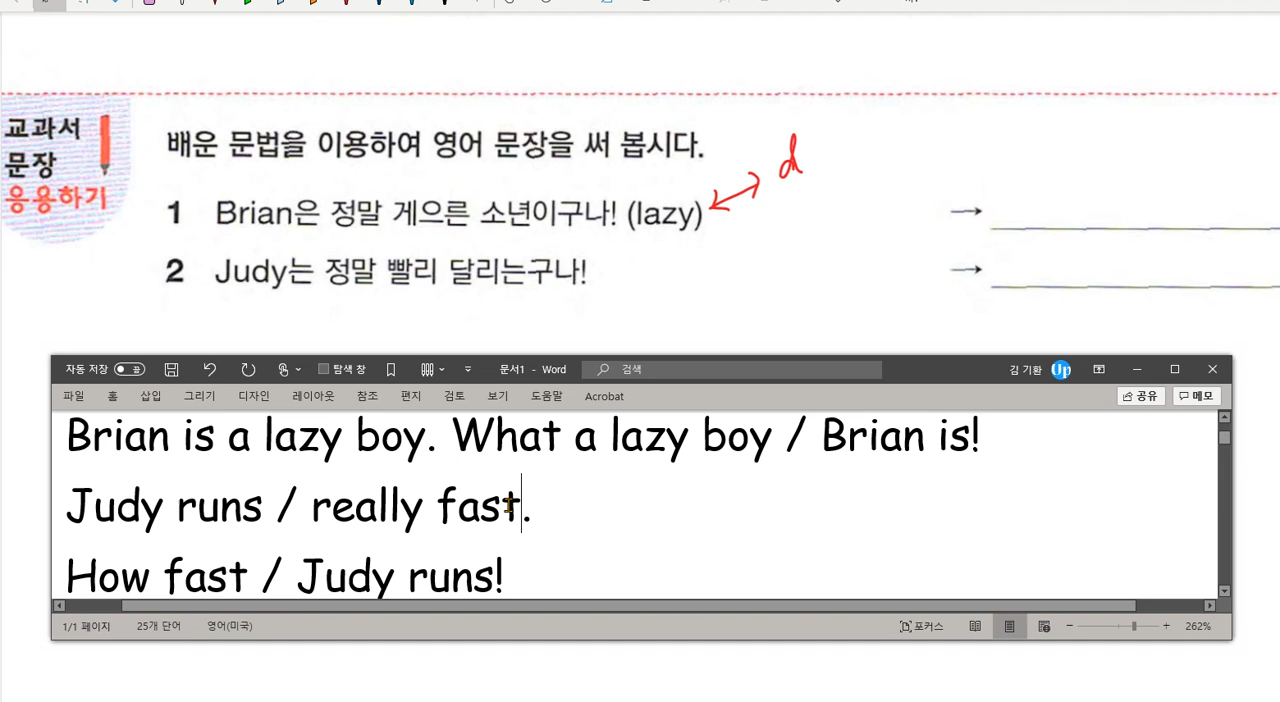 교과서
문장
응용하기
배운 문법을 이용하여 영어 문장을 써 봅시다.
d
1 Brian은 정말 게으른 소년이구나! (lazy) →
2 Judy는 정말 빨리 달리는구나! →
자동 저장 끔 탐색 창 문서1 - Word 검색 김 기환 Up
파일 홈 삽입 그리기 디자인 레이아웃 참조 편지 검토 보기 도움말 Acrobat 공유 메모
Brian is a lazy boy. What a lazy boy / Brian is!
Judy runs / really fast.
How fast / Judy runs!
1/1 페이지 25개 단어 영어(미국) 포커스 - + 262%